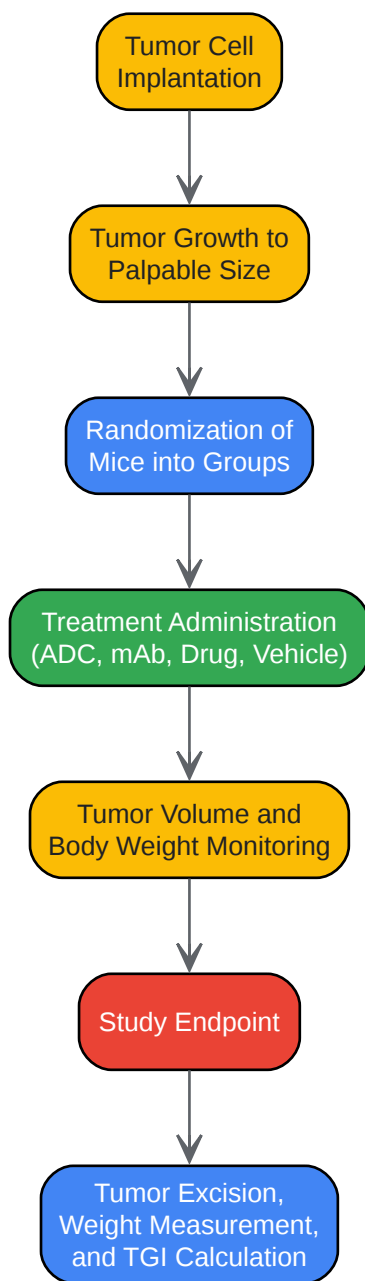 Tumor Cell
Implantation
Tumor Growth to
Palpable Size
Randomization of
Mice into Groups
Treatment Administration
(ADC, mAb, Drug, Vehicle)
Tumor Volume and
Body Weight Monitoring
Study Endpoint
Tumor Excision,
Weight Measurement,
and TGI Calculation